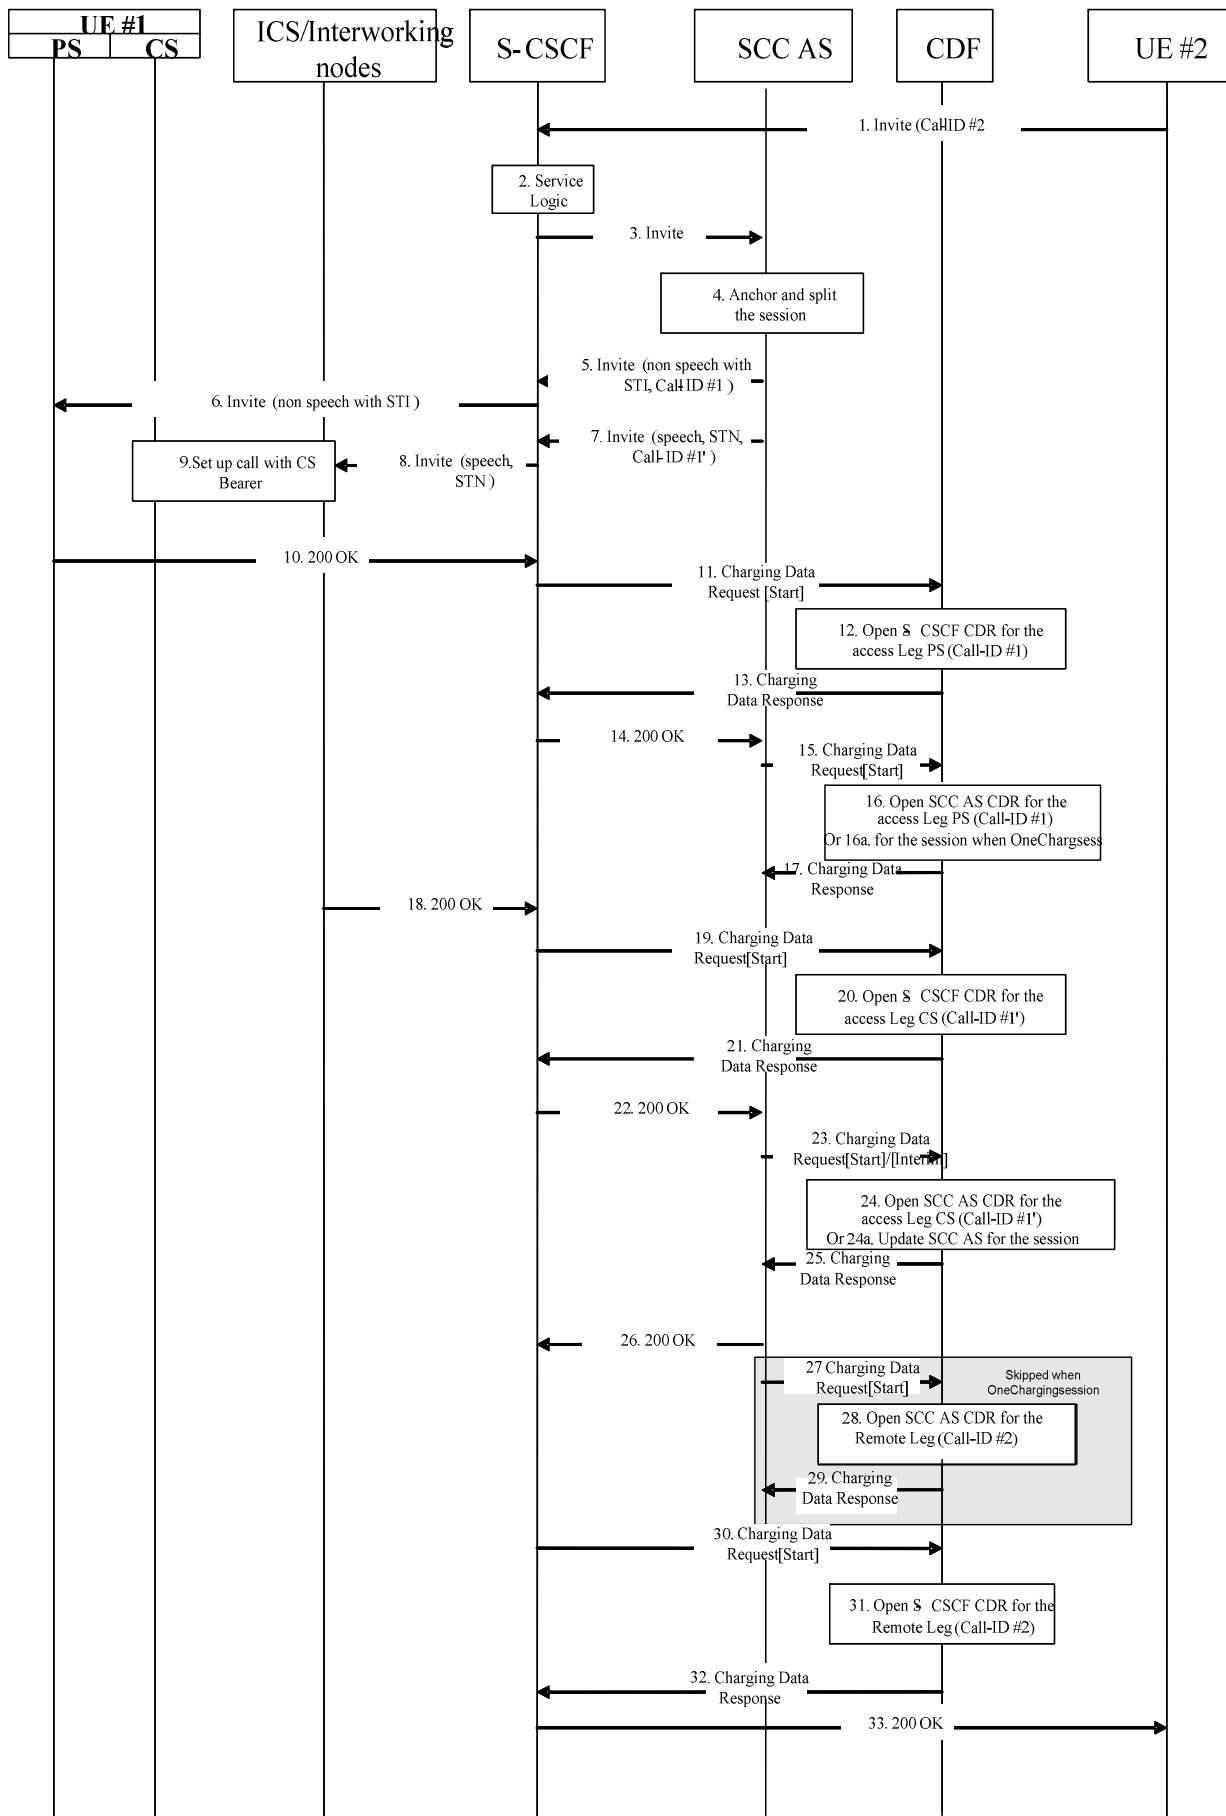 UE #1
PS
CS
ICS/Interworking
nodes
S-CSCF
SCC AS
CDF
UE #2
1. Invite (Call-ID #2
2. Service
Logic
3. Invite
4. Anchor and split
the session
5. Invite (non speech with
STI, Call-ID #1 )
6. Invite (non speech with STI )
7. Invite (speech, STN,
Call-ID #1' )
8. Invite (speech,
STN )
9.Set up call with CS
Bearer
10. 200 OK
11. Charging Data
Request [Start]
12. Open S CSCF CDR for the
access Leg PS (Call-ID #1)
13. Charging
Data Response
14. 200 OK
15. Charging Data
Request[Start]
16. Open SCC AS CDR for the
access Leg PS (Call-ID #1)
Or 16a. for the session when OneChargsess
17. Charging Data
Response
18. 200 OK
19. Charging Data
Request[Start]
20. Open S CSCF CDR for the
access Leg CS (Call-ID #1')
21. Charging
Data Response
22. 200 OK
23. Charging Data
Request[Start]/[Interim]
24. Open SCC AS CDR for the
access Leg CS (Call-ID #1')
Or 24a. Update SCC AS for the session
25. Charging
Data Response
26. 200 OK
27 Charging Data
Request[Start]
Skipped when
OneChargingsession
28. Open SCC AS CDR for the
Remote Leg (Call-ID #2)
29. Charging
Data Response
30. Charging Data
Request[Start]
31. Open S CSCF CDR for the
Remote Leg (Call-ID #2)
32. Charging Data
Response
33. 200 OK